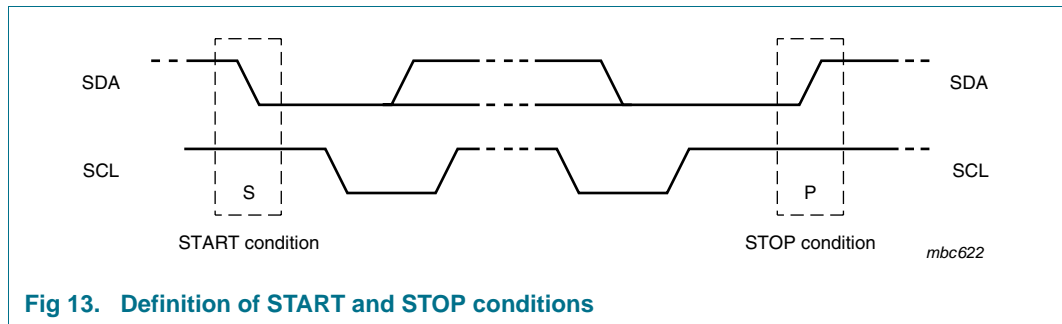 SDA SDA
SCL SCL
S P
START condition STOP condition
mbc622
Fig 13. Definition of START and STOP conditions